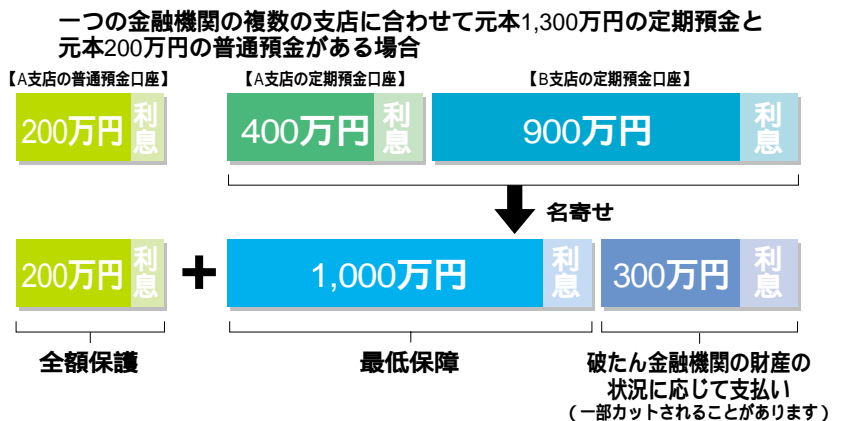 一つの金融機関の複数の支店に合わせて元本1,300万円の定期預金と
元本200万円の普通預金がある場合
【A支店の普通預金口座】
【A支店の定期預金口座】
【B支店の定期預金口座】
200万円 利息
400万円 利息
900万円 利息
名寄せ
200万円 利息
+
1,000万円 利息
300万円 利息
全額保護
最低保障
破たん金融機関の財産の
状況に応じて支払い
(一部カットされることがあります)